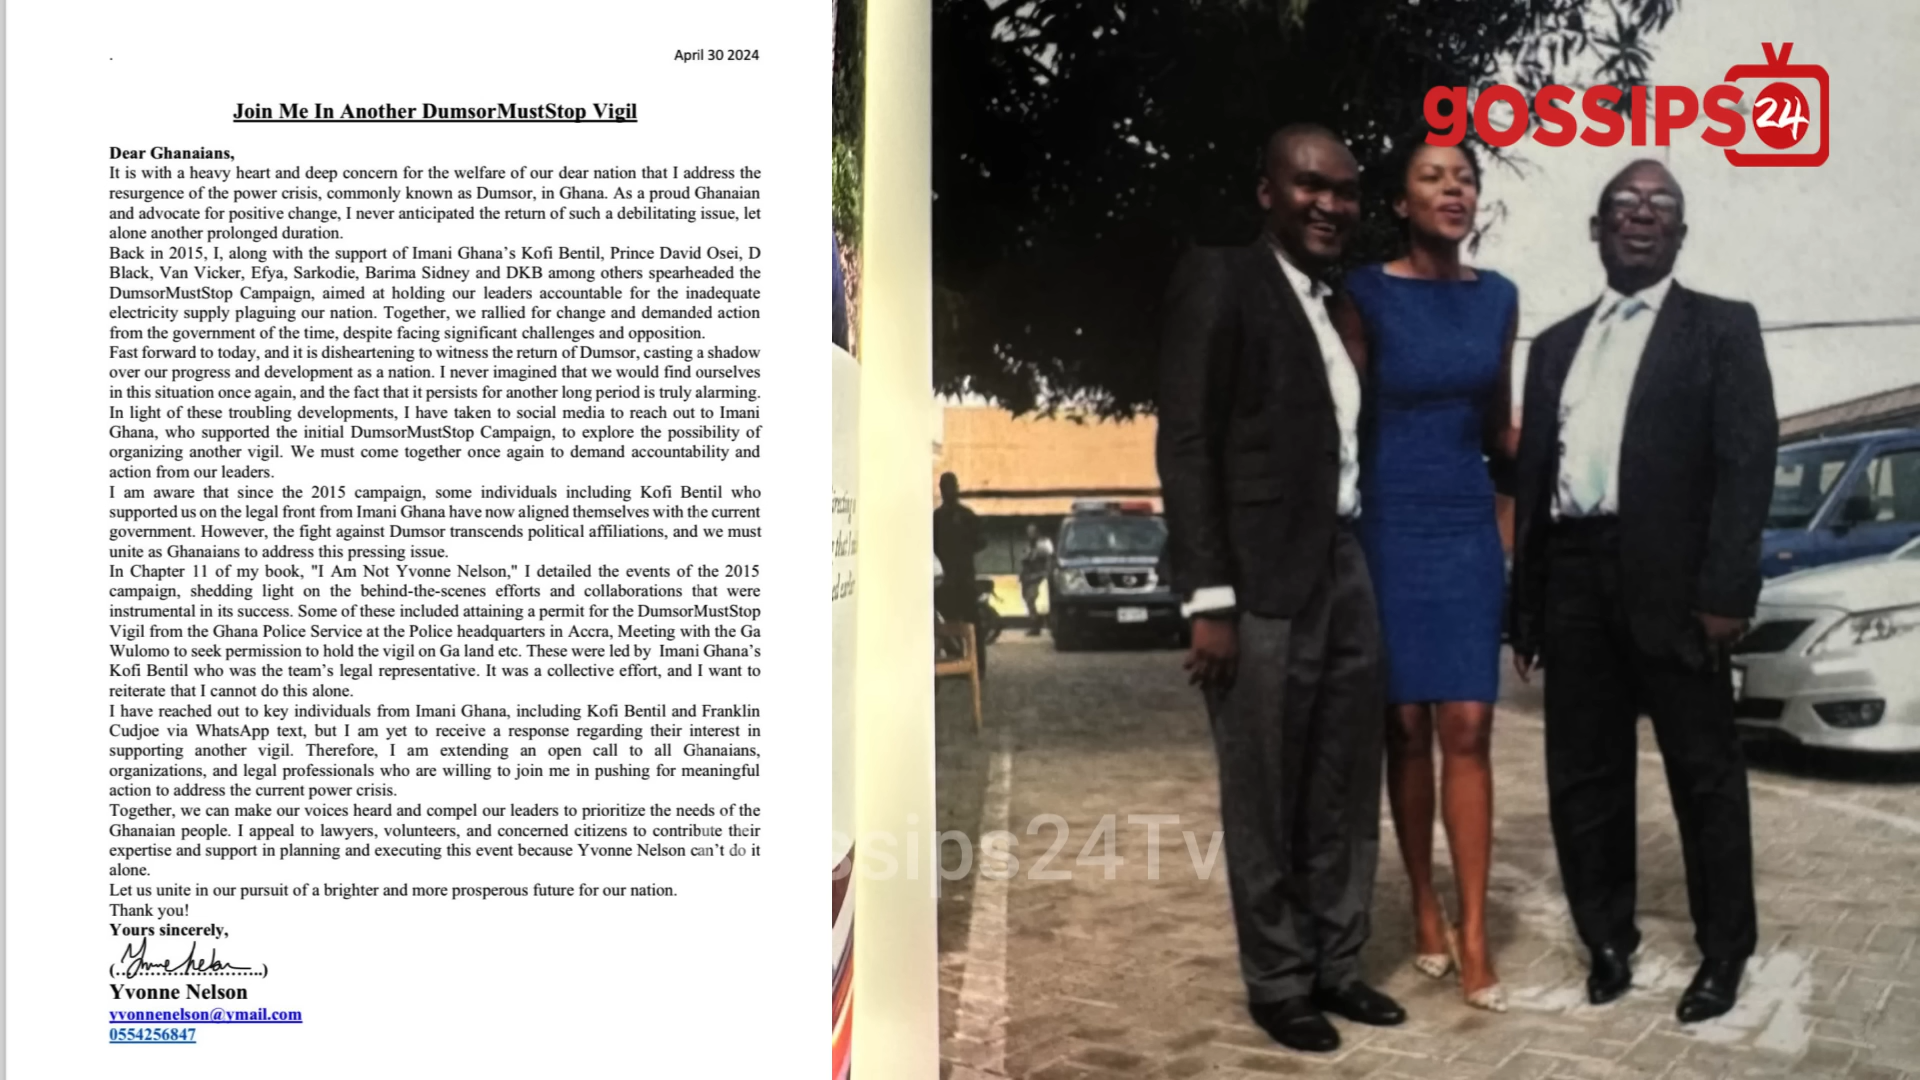 April 30 2024
Join Me In Another DumsorMustStop Vigil
Dear Ghanaians,
It is with a heavy heart and deep concern for the welfare of our dear nation that I address the
resurgence of the power crisis, commonly known as Dumsor, in Ghana. As a proud Ghanaian
and advocate for positive change, I never anticipated the return of such a debilitating issue, let
alone another prolonged duration.
Back in 2015, I, along with the support of Imani Ghana's Kofi Bentil, Prince David Osei, D
Black, Van Vicker, Efya, Sarkodie, Barima Sidney and DKB among others spearheaded the
DumsorMustStop Campaign, aimed at holding our leaders accountable for the inadequate
electricity supply plaguing our nation. Together, we rallied for change and demanded action
from the government of the time, despite facing significant challenges and opposition.
Fast forward to today, and it is disheartening to witness the return of Dumsor, casting a shadow
over our progress and development as a nation. I never imagined that we would find ourselves
in this situation once again, and the fact that it persists for another long period is truly alarming.
In light of these troubling developments, I have taken to social media to reach out to Imani
Ghana, who supported the initial DumsorMustStop Campaign, to explore the possibility of
organizing another vigil. We must come together once again to demand accountability and
action from our leaders.
I am aware that since the 2015 campaign, some individuals including Kofi Bentil who
supported us on the legal front from Imani Ghana have now aligned themselves with the current
government. However, the fight against Dumsor transcends political affiliations, and we must
unite as Ghanaians to address this pressing issue.
In Chapter 11 of my book, "I Am Not Yvonne Nelson," I detailed the events of the 2015
campaign, shedding light on the behind-the-scenes efforts and collaborations that were
instrumental in its success. Some of these included attaining a permit for the DumsorMustStop
Vigil from the Ghana Police Service at the Police headquarters in Accra, Meeting with the Ga
Wulomo to seek permission to hold the vigil on Ga land etc. These were led by Imani Ghana's
Kofi Bentil who was the team's legal representative. It was a collective effort, and I want to
reiterate that I cannot do this alone.
I have reached out to key individuals from Imani Ghana, including Kofi Bentil and Franklin
Cudjoe via WhatsApp text, but I am yet to receive a response regarding their interest in
supporting another vigil. Therefore, I am extending an open call to all Ghanaians,
organizations, and legal professionals who are willing to join me in pushing for meaningful
action to address the current power crisis.
Together, we can make our voices heard and compel our leaders to prioritize the needs of the
Ghanaian people. I appeal to lawyers, volunteers, and concerned citizens to contribute their
expertise and support in planning and executing this event because Yvonne Nelson can't do it
alone.
Let us unite in our pursuit of a brighter and more prosperous future for our nation.
Thank you!
Yours sincerely,
(..Yvonne Nelson..)
Yvonne Nelson
yvonnenelson@ymail.com
0554256847
gOSSIPS 24
ssips24Tv